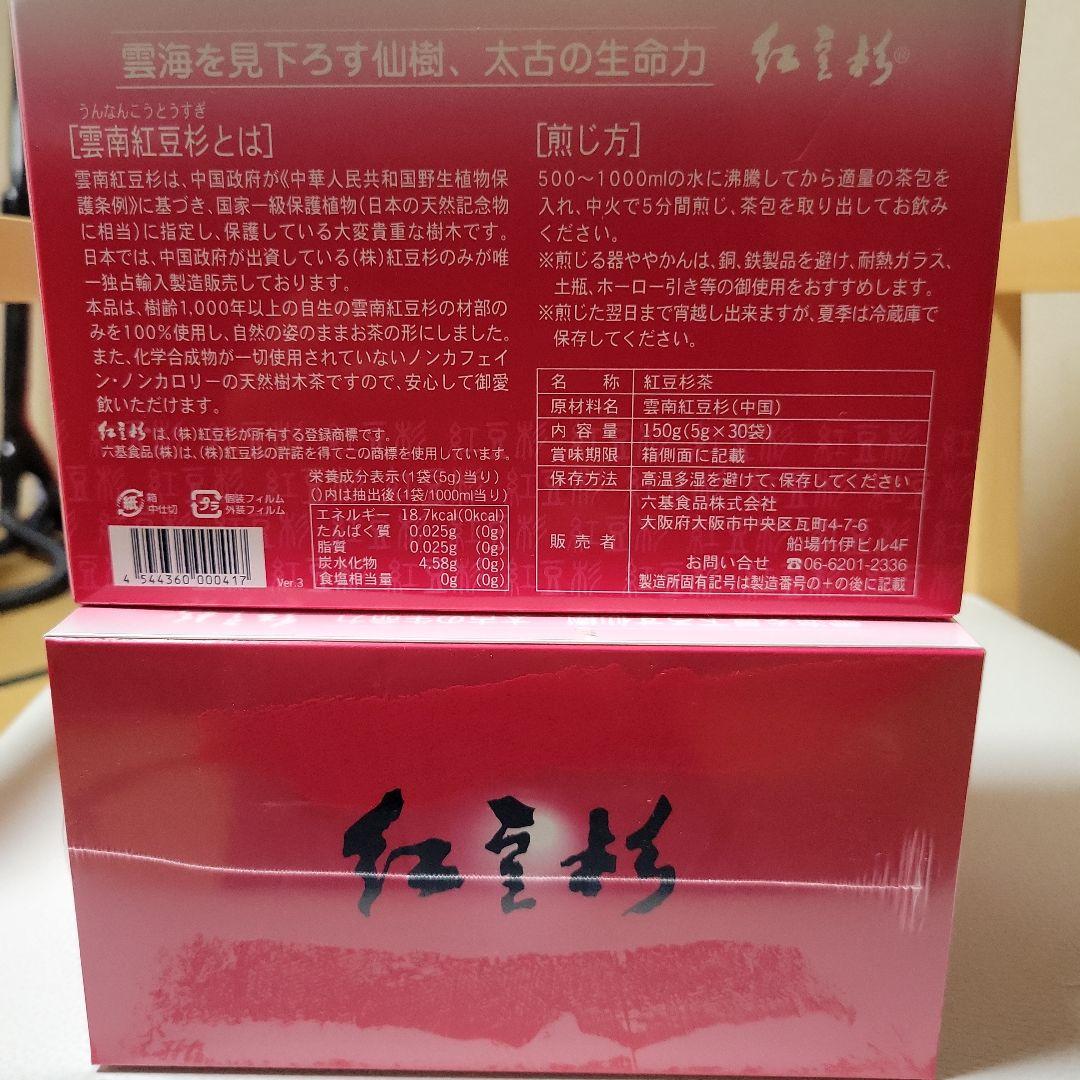 雲海を見下ろす仙樹、太古の生命力 紅豆杉®
うんなんこうとうすぎ
[雲南紅豆杉とは]
雲南紅豆杉は、中国政府が《中華人民共和国野生植物保
護条例》に基づき、国家一級保護植物（日本の天然記念物
に相当）に指定し、保護している大変貴重な樹木です。
日本では、中国政府が出資している（株）紅豆杉のみが唯
一独占輸入製造販売しております。
本品は、樹齢1,000年以上の自生の雲南紅豆杉の材部の
みを100%使用し、自然の姿のままお茶の形にしました。
また、化学合成物が一切使用されていないノンカフェイ
ン・ノンカロリーの天然樹木茶ですので、安心して御愛
飲いただけます。
紅豆杉は、（株）紅豆杉が所有する登録商標です。
六基食品（株）は、（株）紅豆杉の許諾を得てこの商標を使用しています。
紙 箱
中仕切
プラ 個装フィルム
外装フィルム
4 544360 000417
Ver.3
栄養成分表示（1袋（5g）当り）
（）内は抽出後（1袋/1000ml当り）
エネルギー 18.7kcal（0kcal）
たんぱく質 0.025g （0g）
脂質 0.025g （0g）
炭水化物 4.58g （0g）
食塩相当量 0g （0g）
[煎じ方]
500〜1000mlの水に沸騰してから適量の茶包を
入れ、中火で5分間煎じ、茶包を取り出してお飲み
ください。
※煎じる器ややかんは、銅、鉄製品を避け、耐熱ガラス、
土瓶、ホーロー引き等の御使用をおすすめします。
※煎じた翌日まで宵越し出来ますが、夏季は冷蔵庫で
保存してください。
名称 紅豆杉茶
原材料名 雲南紅豆杉（中国）
内容量 150g（5g×30袋）
賞味期限 箱側面に記載
保存方法 高温多湿を避けて、保存してください
販売者 六基食品株式会社
大阪府大阪市中央区瓦町4-7-6
船場竹伊ビル4F
お問い合せ ☎06-6201-2336
製造所固有記号は製造番号の＋の後に記載
紅豆杉